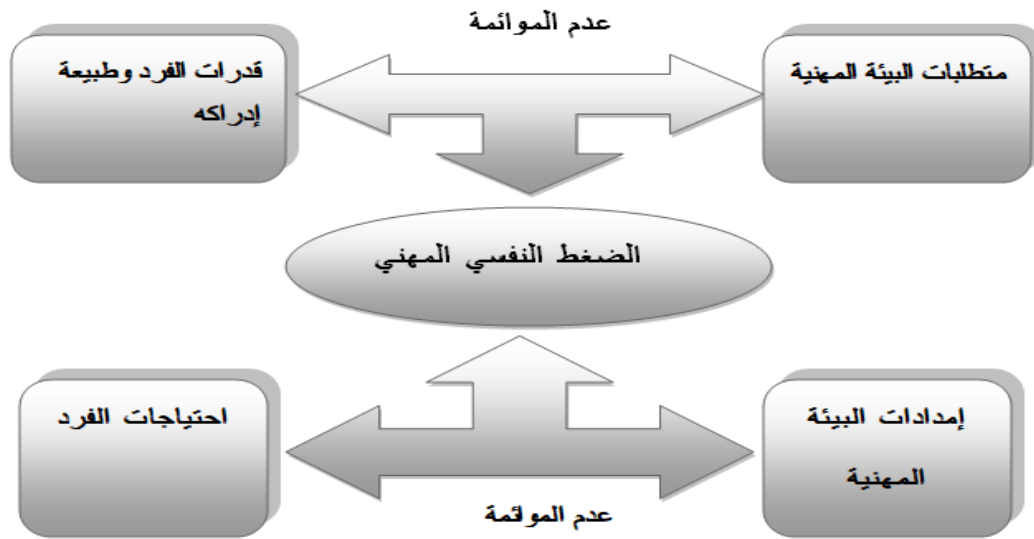 عدم الموائمة
متطلبات البيئة المهنية
قدرات الفرد وطبيعة
إدراكه
الضغط النفسي المهني
إمدادات البيئة
المهنية
احتياجات الفرد
عدم الموائمة